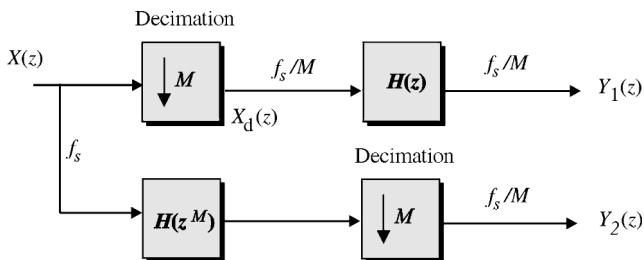 Decimation
X(z)
M
f_s/M
H(z)
f_s/M
Y_1(z)
X_d(z)
f_s
Decimation
H(z^M)
M
f_s/M
Y_2(z)